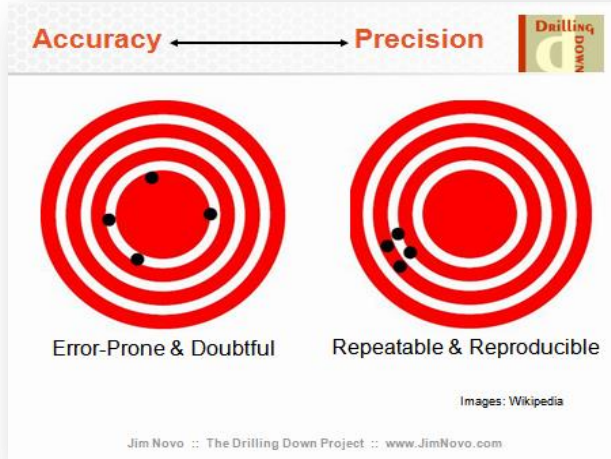 Accuracy Precision
Drilling
DOWN
d
Error-Prone & Doubtful
Repeatable & Reproducible
Images: Wikipedia
Jim Novo :: The Drilling Down Project :: www.JimNovo.com